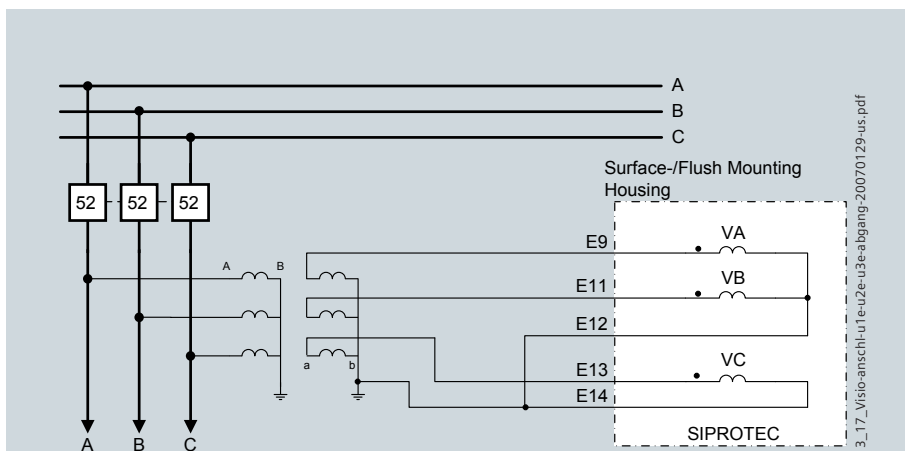 A
B
C
Surface-/Flush Mounting
Housing
52
52
52
E9
VA
A
B
E11
VB
E12
E13
VC
a
b
E14
SIPROTEC
A
B
C
3_17_Visio-anschl-u1e-u2e-u3e-abgang-20070129-us.pdf